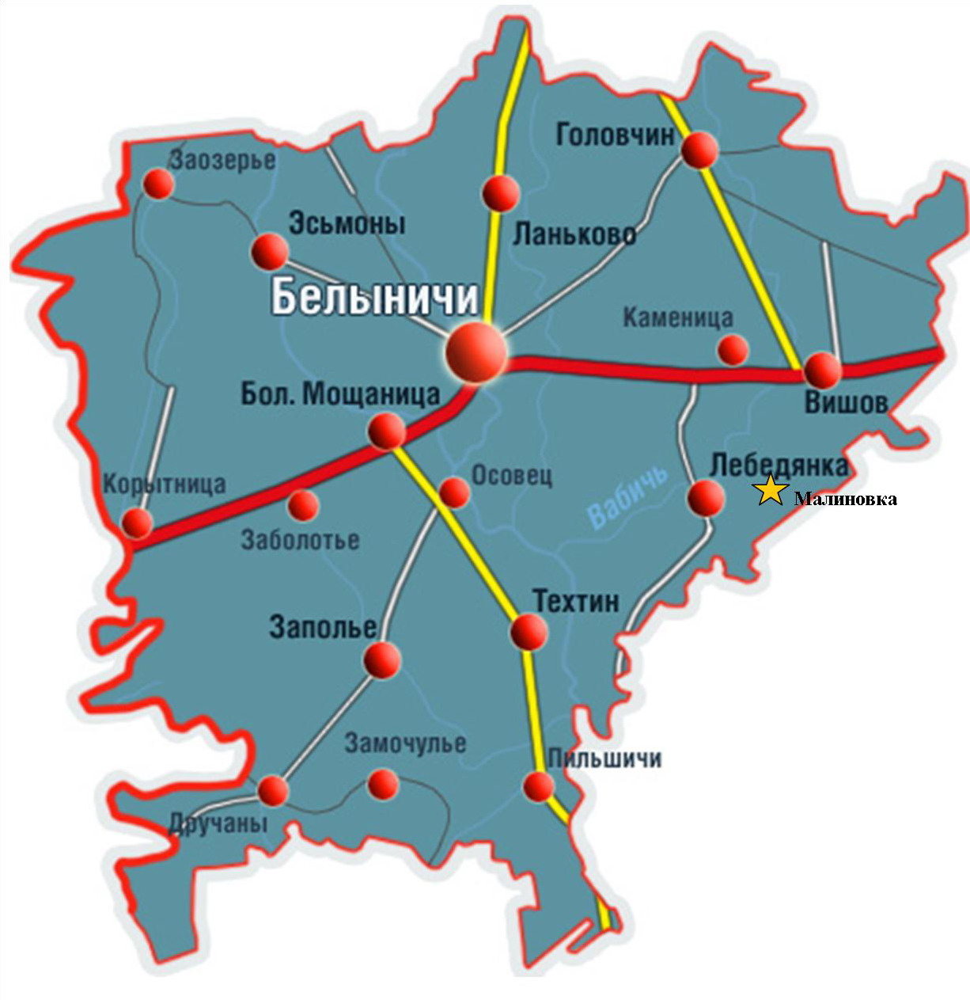 Головчин
Заозерье
Эсьмоны
Ланьково
Белыничи
Каменица
Бол. Мощаница
Вишов
Лебедянка
Осовец
Корытница
Вабичь
Малиновка
Заболотье
Техтин
Заполье
Замочулье
Пильшичи
Дручаны